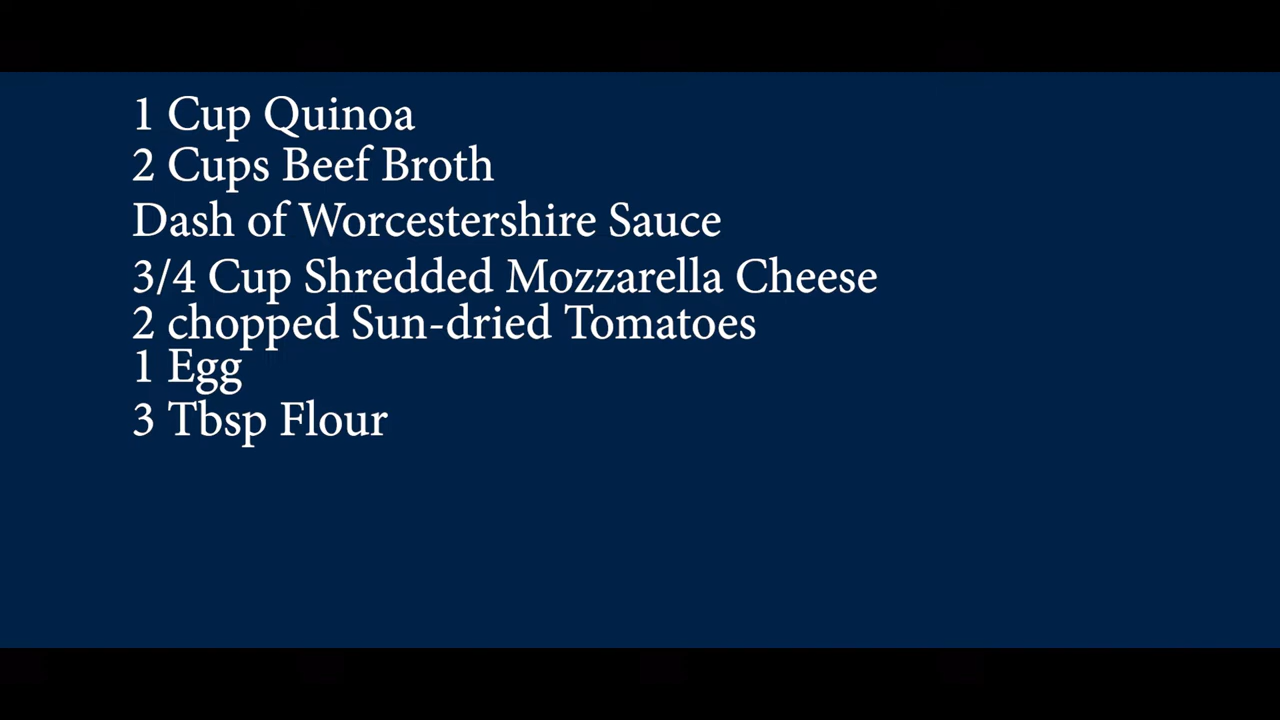 1 Cup Quinoa
2 Cups Beef Broth
Dash of Worcestershire Sauce
3/4 Cup Shredded Mozzarella Cheese
2 chopped Sun-dried Tomatoes
1 Egg
3 Tbsp Flour